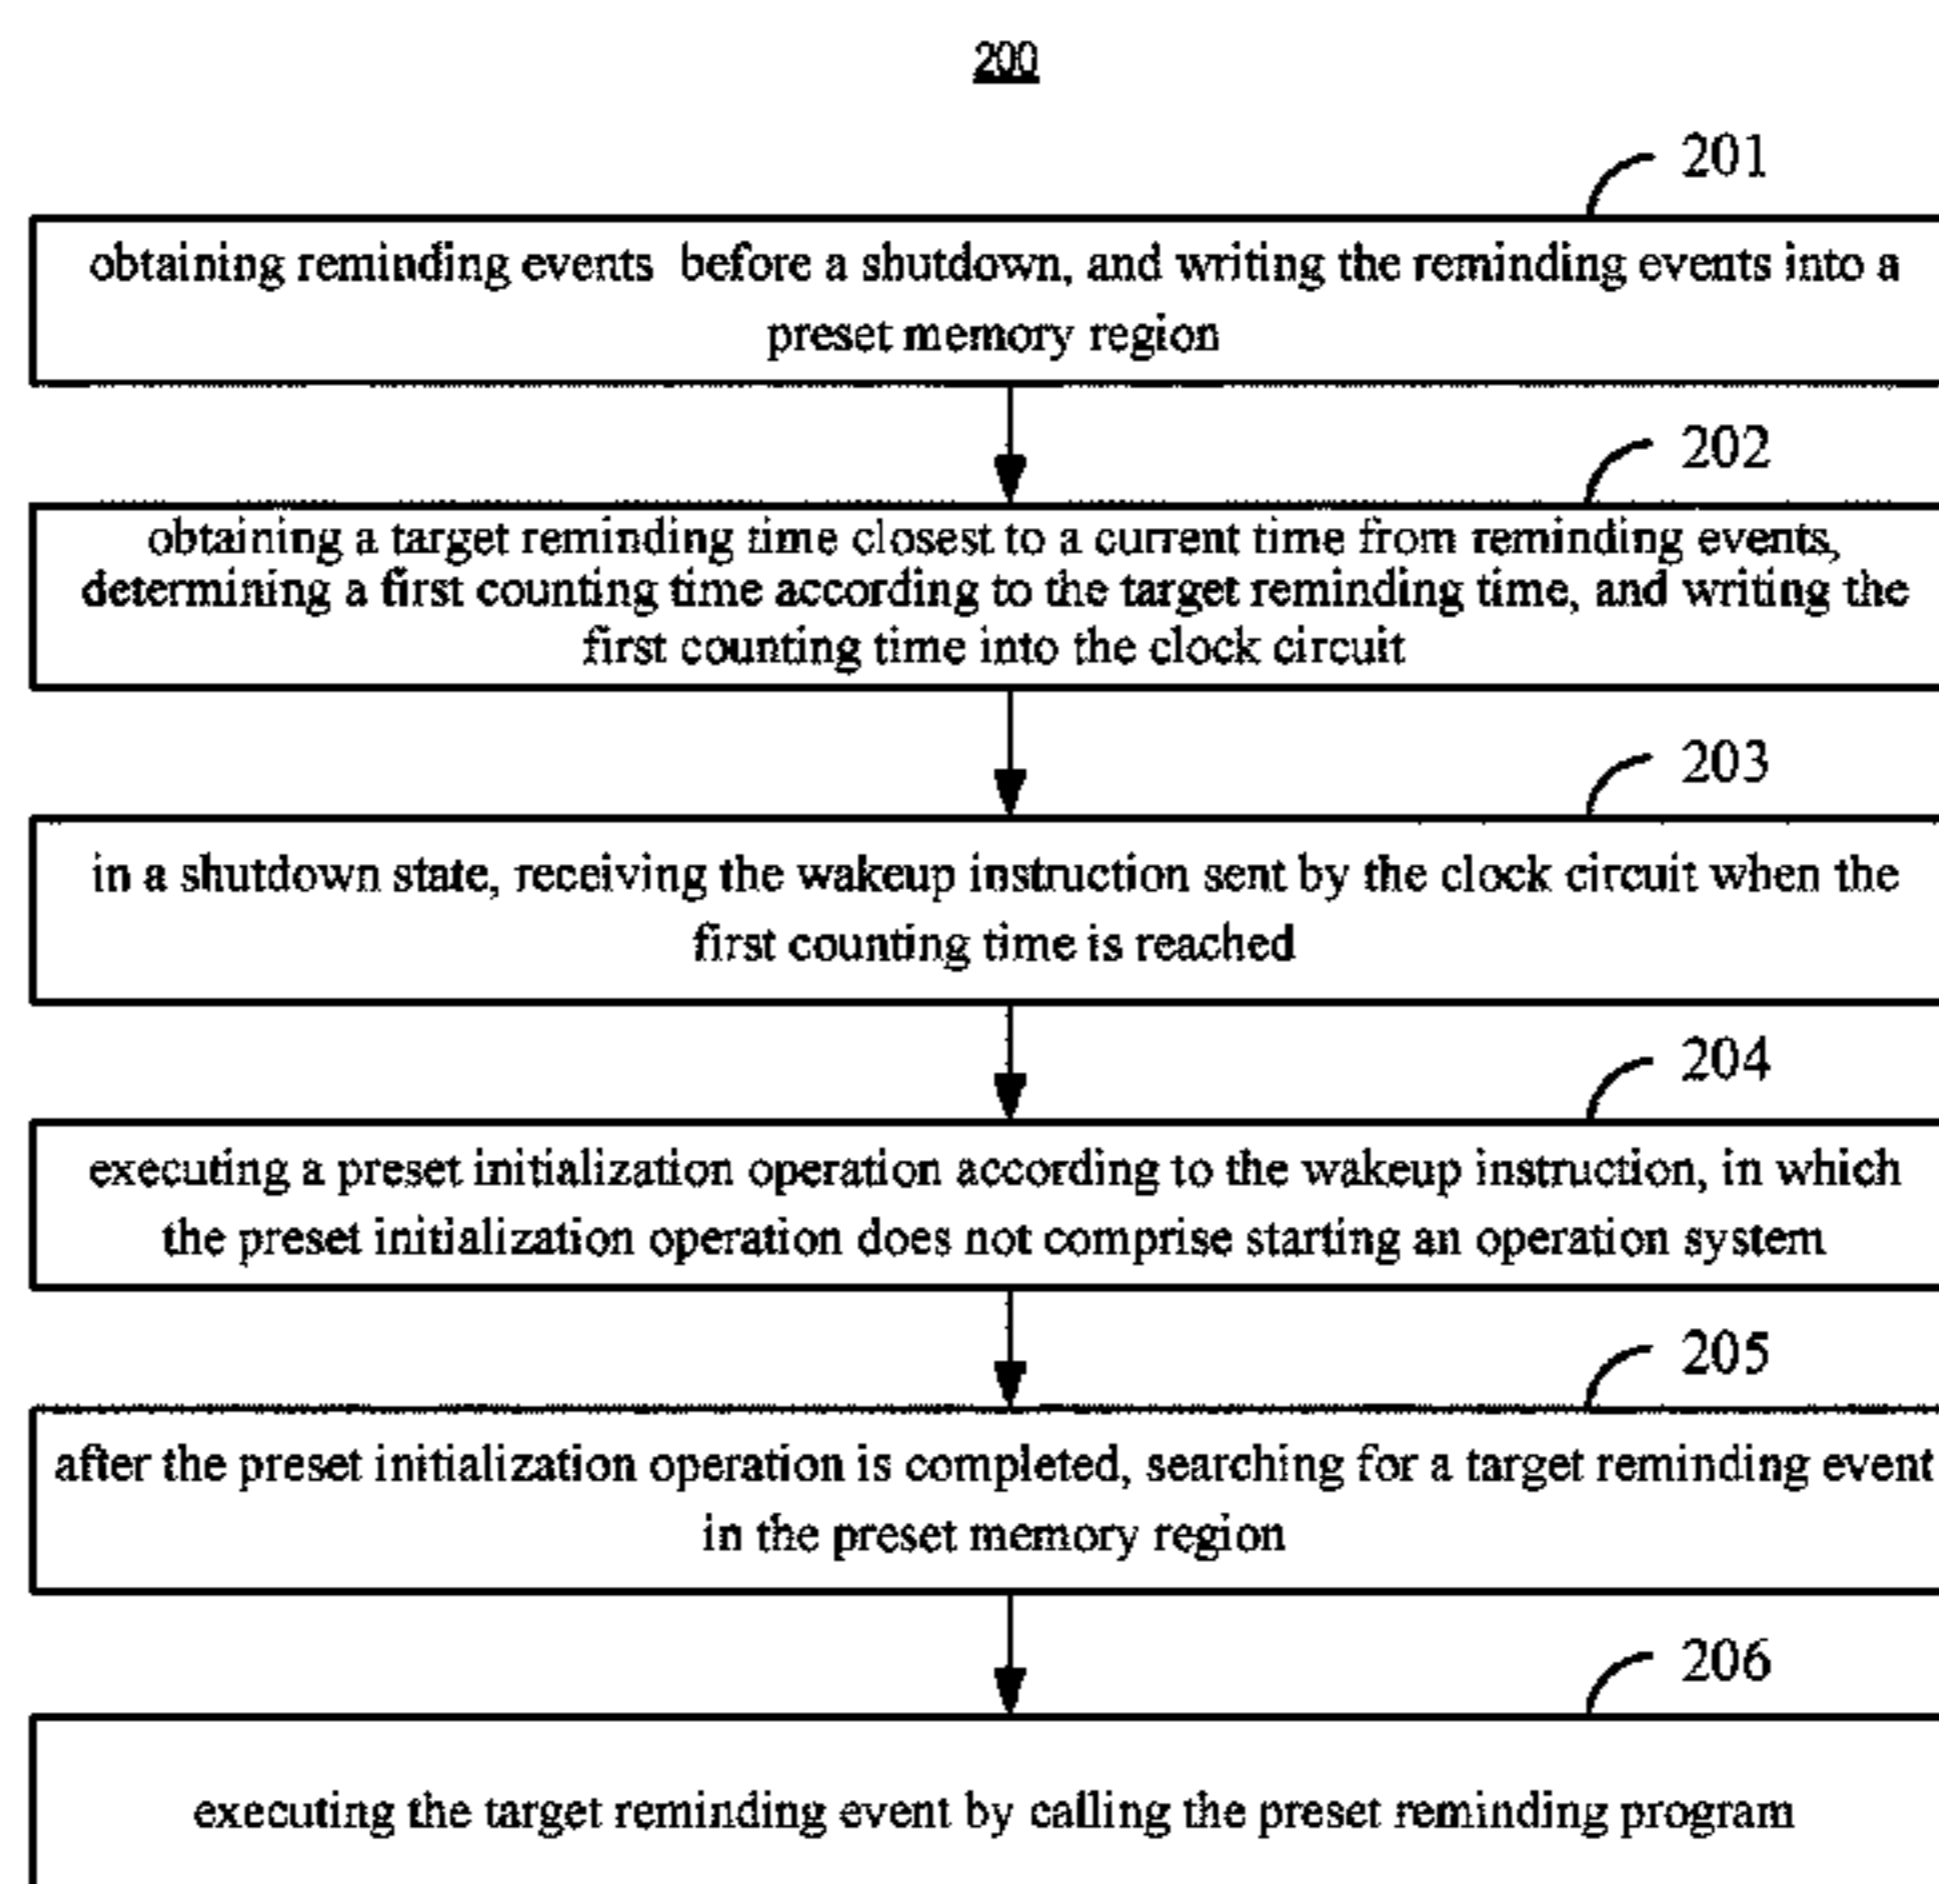 200
201
obtaining reminding events before a shutdown, and writing the reminding events into a
preset memory region
202
obtaining a target reminding time closest to a current time from reminding events,
determining a first counting time according to the target reminding time, and writing the
first counting time into the clock circuit
203
in a shutdown state, receiving the wakeup instruction sent by the clock circuit when the
first counting time is reached
204
executing a preset initialization operation according to the wakeup instruction, in which
the preset initialization operation does not comprise starting an operation system
205
after the preset initialization operation is completed, searching for a target reminding event
in the preset memory region
206
executing the target reminding event by calling the preset reminding program